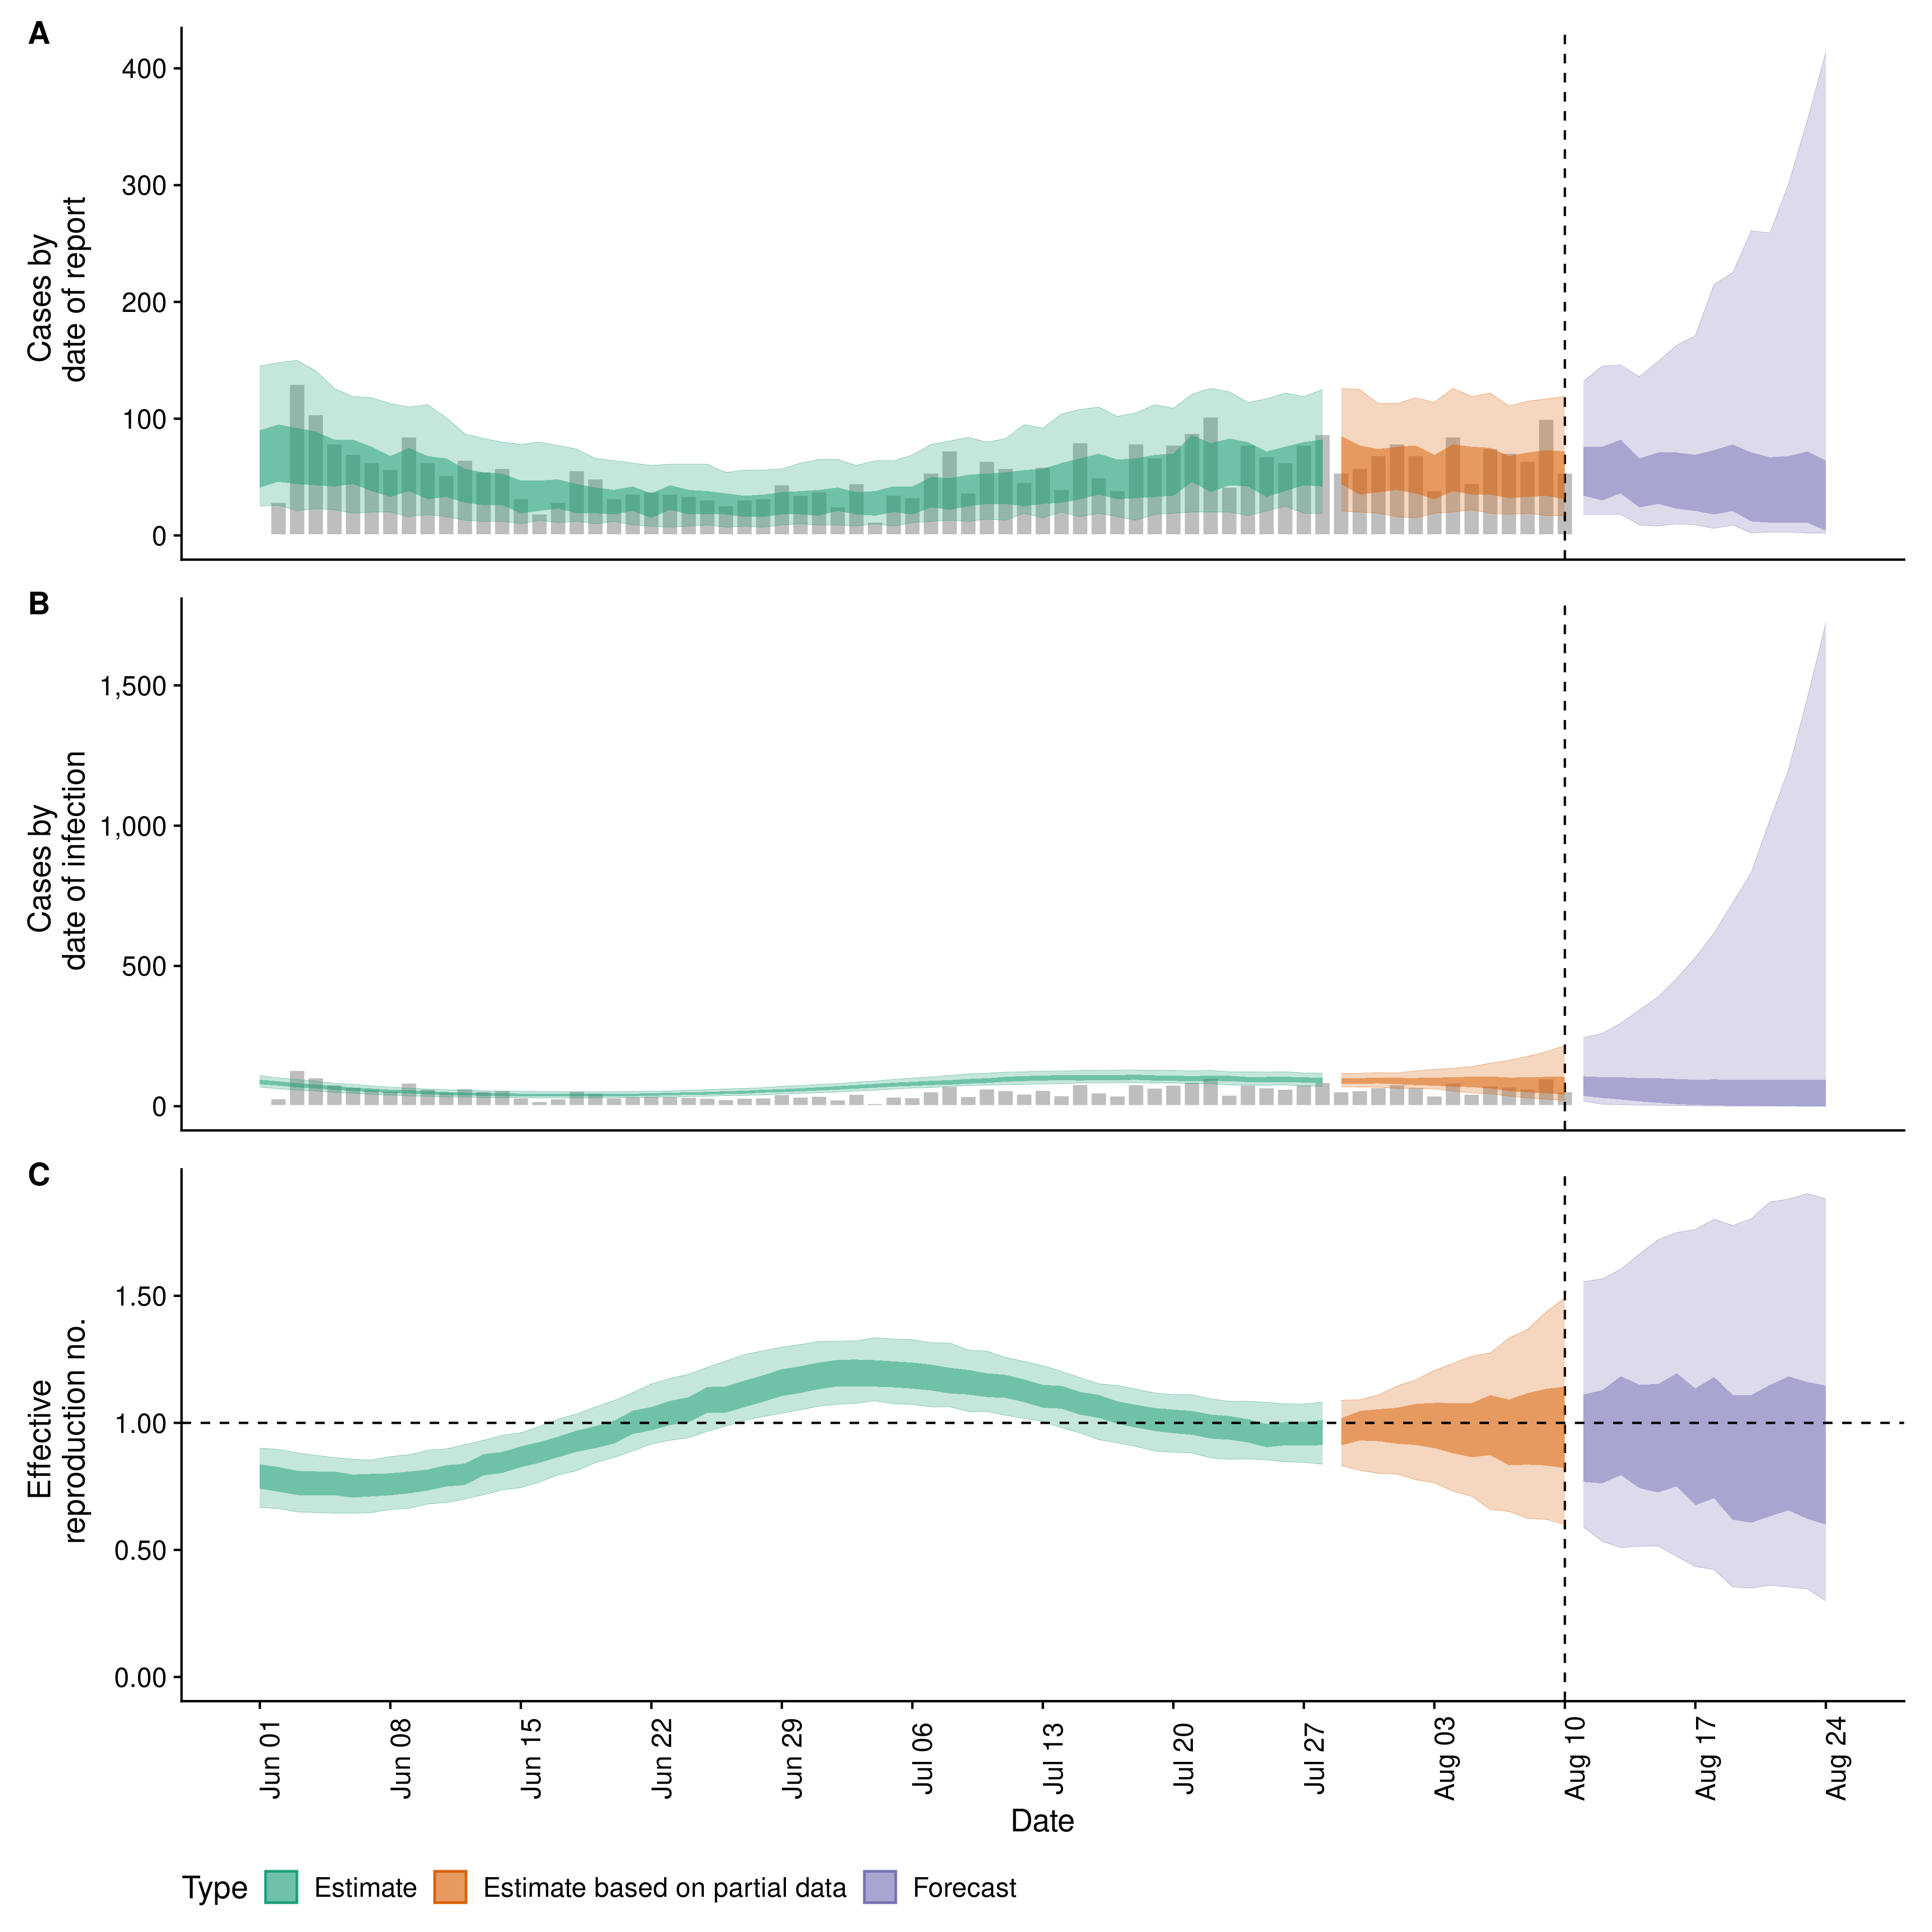 A
Cases by
date of report
400
300
200
100
0
B
Cases by
date of infection
1,500
1,000
500
0
C
Effective
reproduction no.
1.50
1.00
0.50
0.00
Jun 01
Jun 08
Jun 15
Jun 22
Jun 29
Jul 06
Jul 13
Jul 20
Jul 27
Aug 03
Aug 10
Aug 17
Aug 24
Date
Type Estimate Estimate based on partial data Forecast